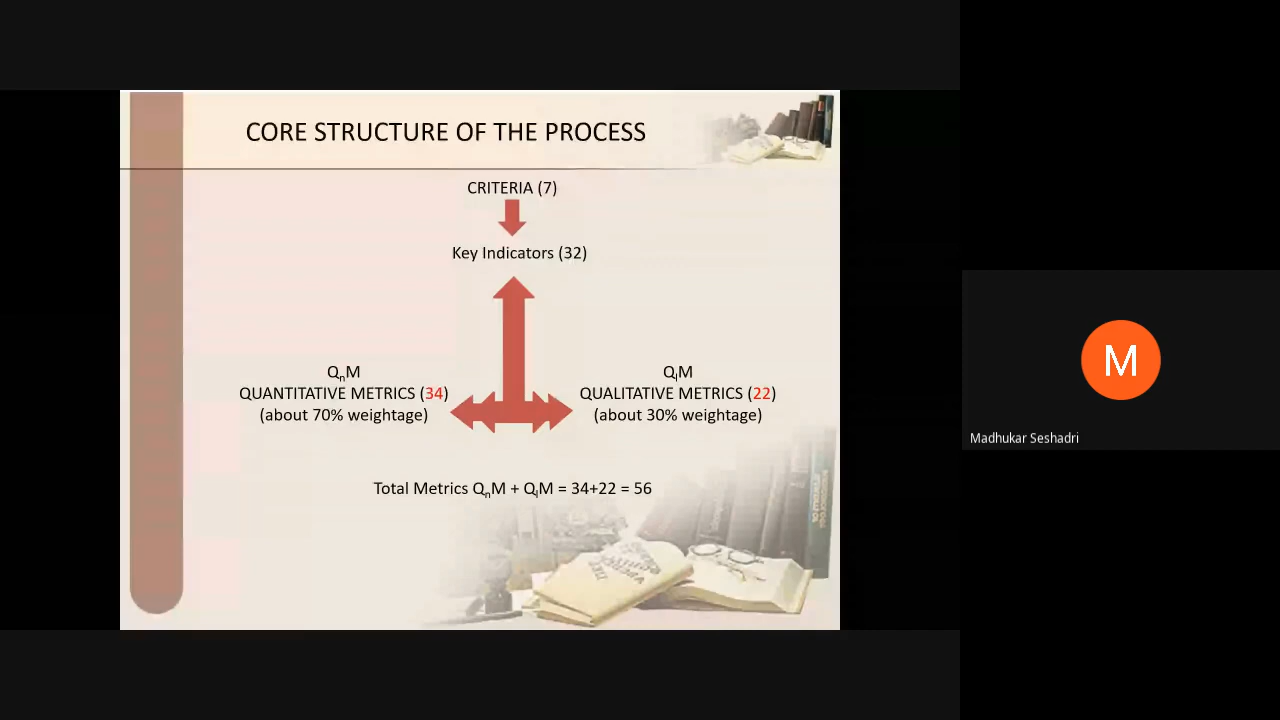 CORE STRUCTURE OF THE PROCESS
CRITERIA (7)
Key Indicators (32)
QnM
QUANTITATIVE METRICS (34)
(about 70% weightage)
QlM
QUALITATIVE METRICS (22)
(about 30% weightage)
Total Metrics QnM + QlM = 34+22 = 56
M
Madhukar Seshadri